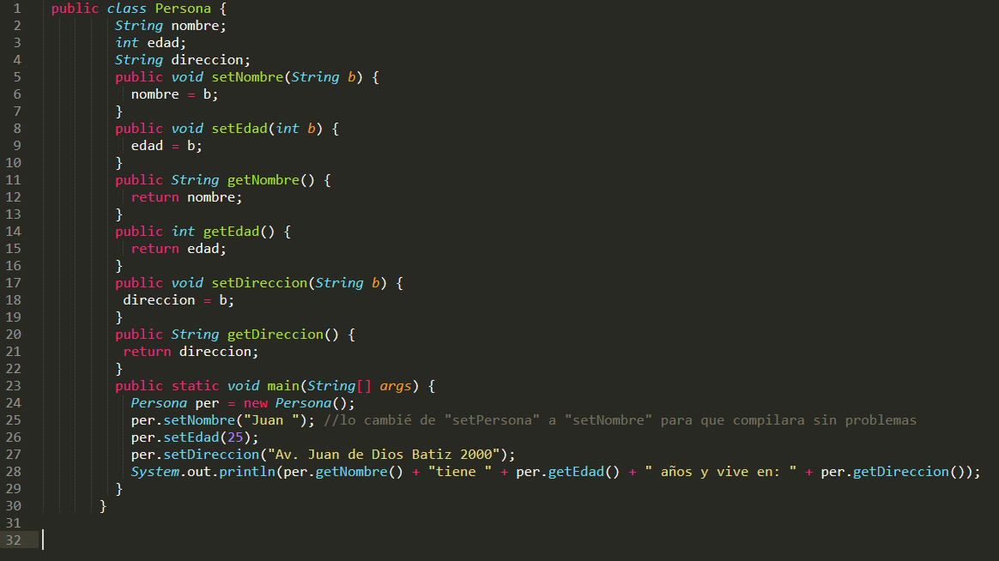 1 public class Persona {
2 String nombre;
3 int edad;
4 String direccion;
5 public void setNombre(String b) {
6 nombre = b;
7 }
8 public void setEdad(int b) {
9 edad = b;
10 }
11 public String getNombre() {
12 return nombre;
13 }
14 public int getEdad() {
15 return edad;
16 }
17 public void setDireccion(String b) {
18 direccion = b;
19 }
20 public String getDireccion() {
21 return direccion;
22 }
23 public static void main(String[] args) {
24 Persona per = new Persona();
25 per.setNombre("Juan "); //lo cambié de "setPersona" a "setNombre" para que compilara sin problemas
26 per.setEdad(25);
27 per.setDireccion("Av. Juan de Dios Batiz 2000");
28 System.out.println(per.getNombre() + "tiene " + per.getEdad() + " años y vive en: " + per.getDireccion());
29 }
30 }
31
32